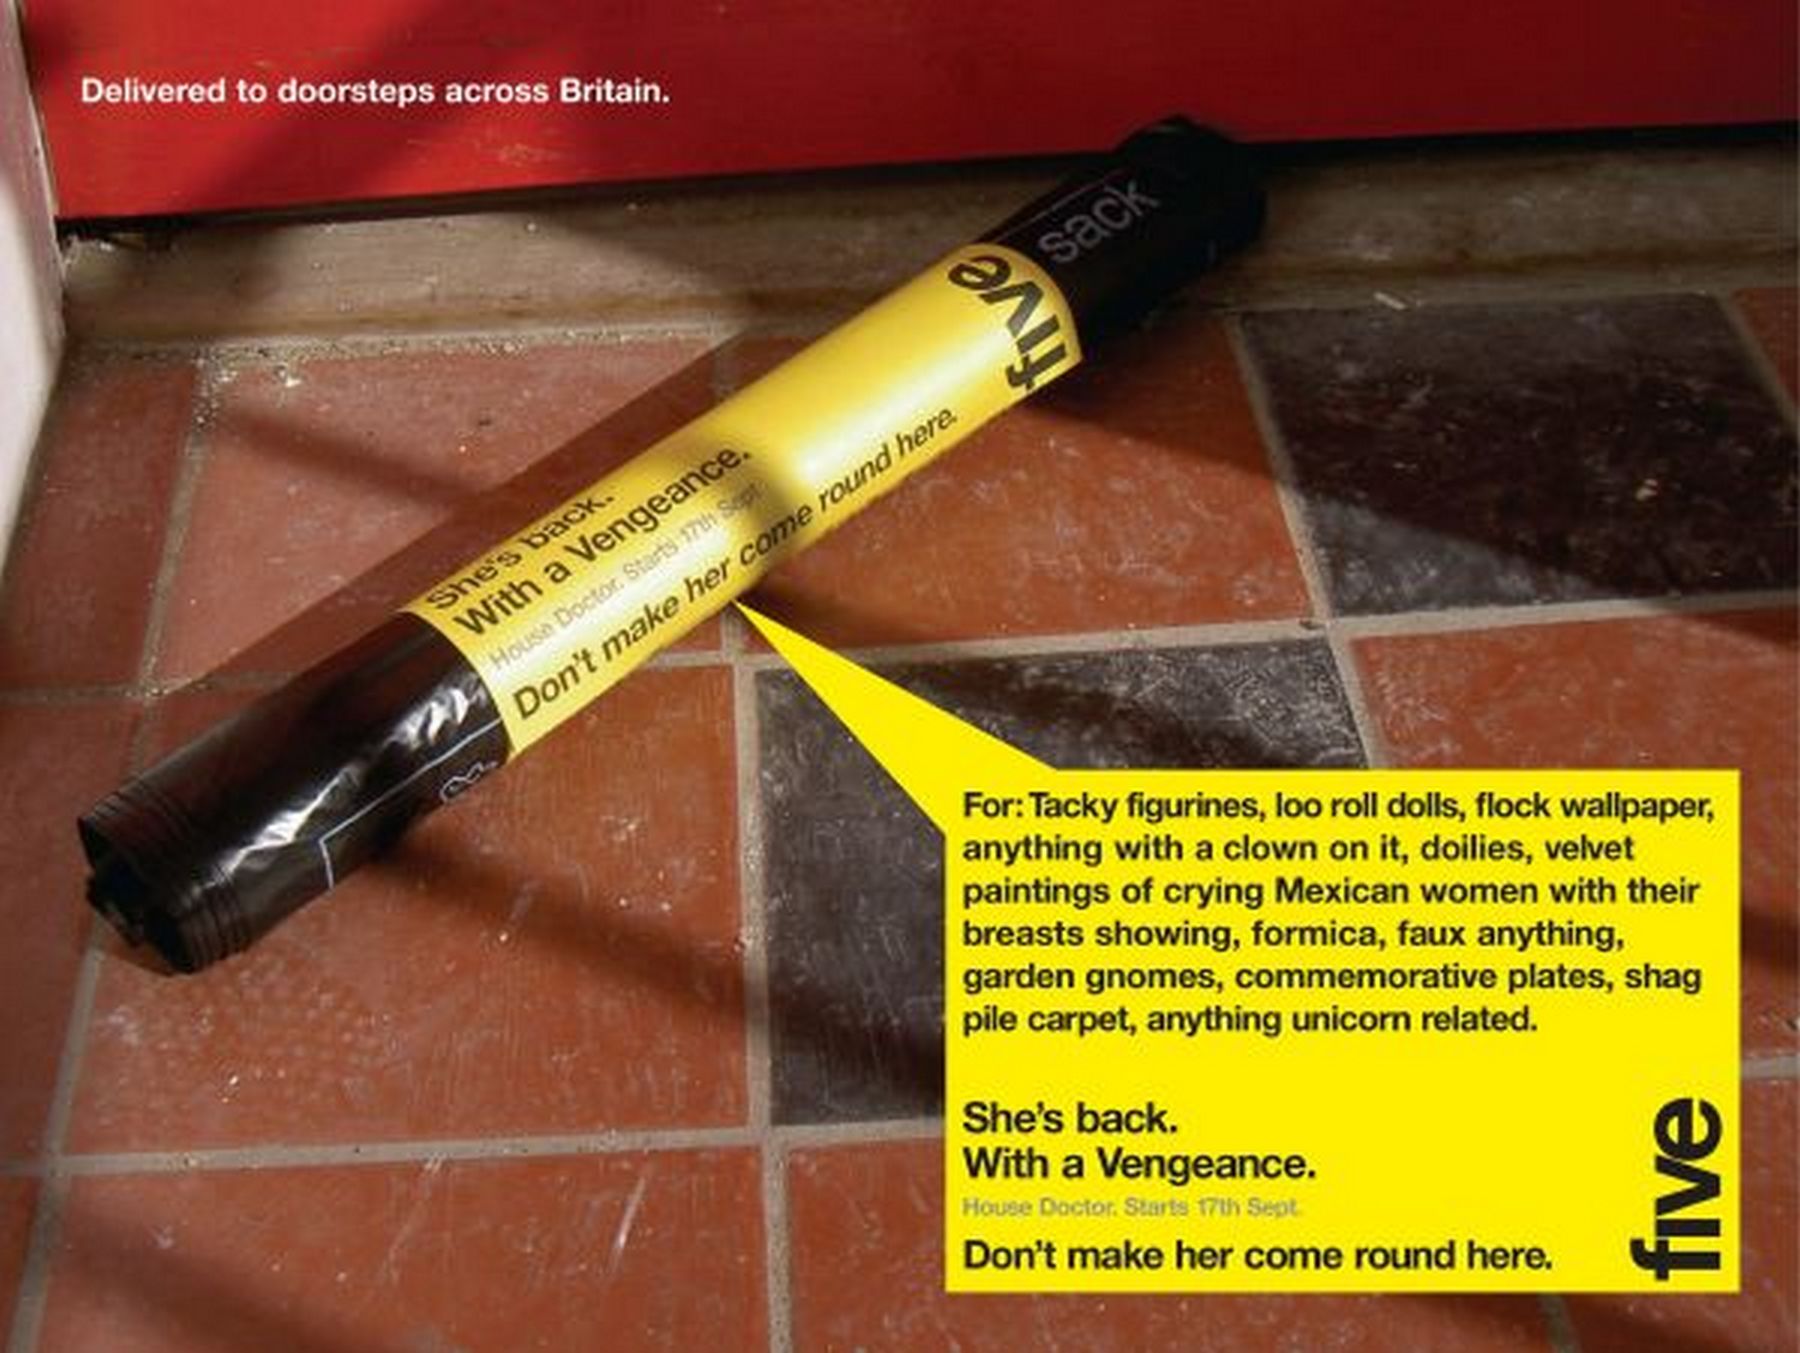 Delivered to doorsteps across Britain.
sack
five
She's back.
With a Vengeance.
House Doctor. Starts 17th Sept.
Don't make her come round here.
For: Tacky figurines, loo roll dolls, flock wallpaper,
anything with a clown on it, doilies, velvet
paintings of crying Mexican women with their
breasts showing, formica, faux anything,
garden gnomes, commemorative plates, shag
pile carpet, anything unicorn related.
She's back.
With a Vengeance.
House Doctor. Starts 17th Sept.
Don't make her come round here.
five